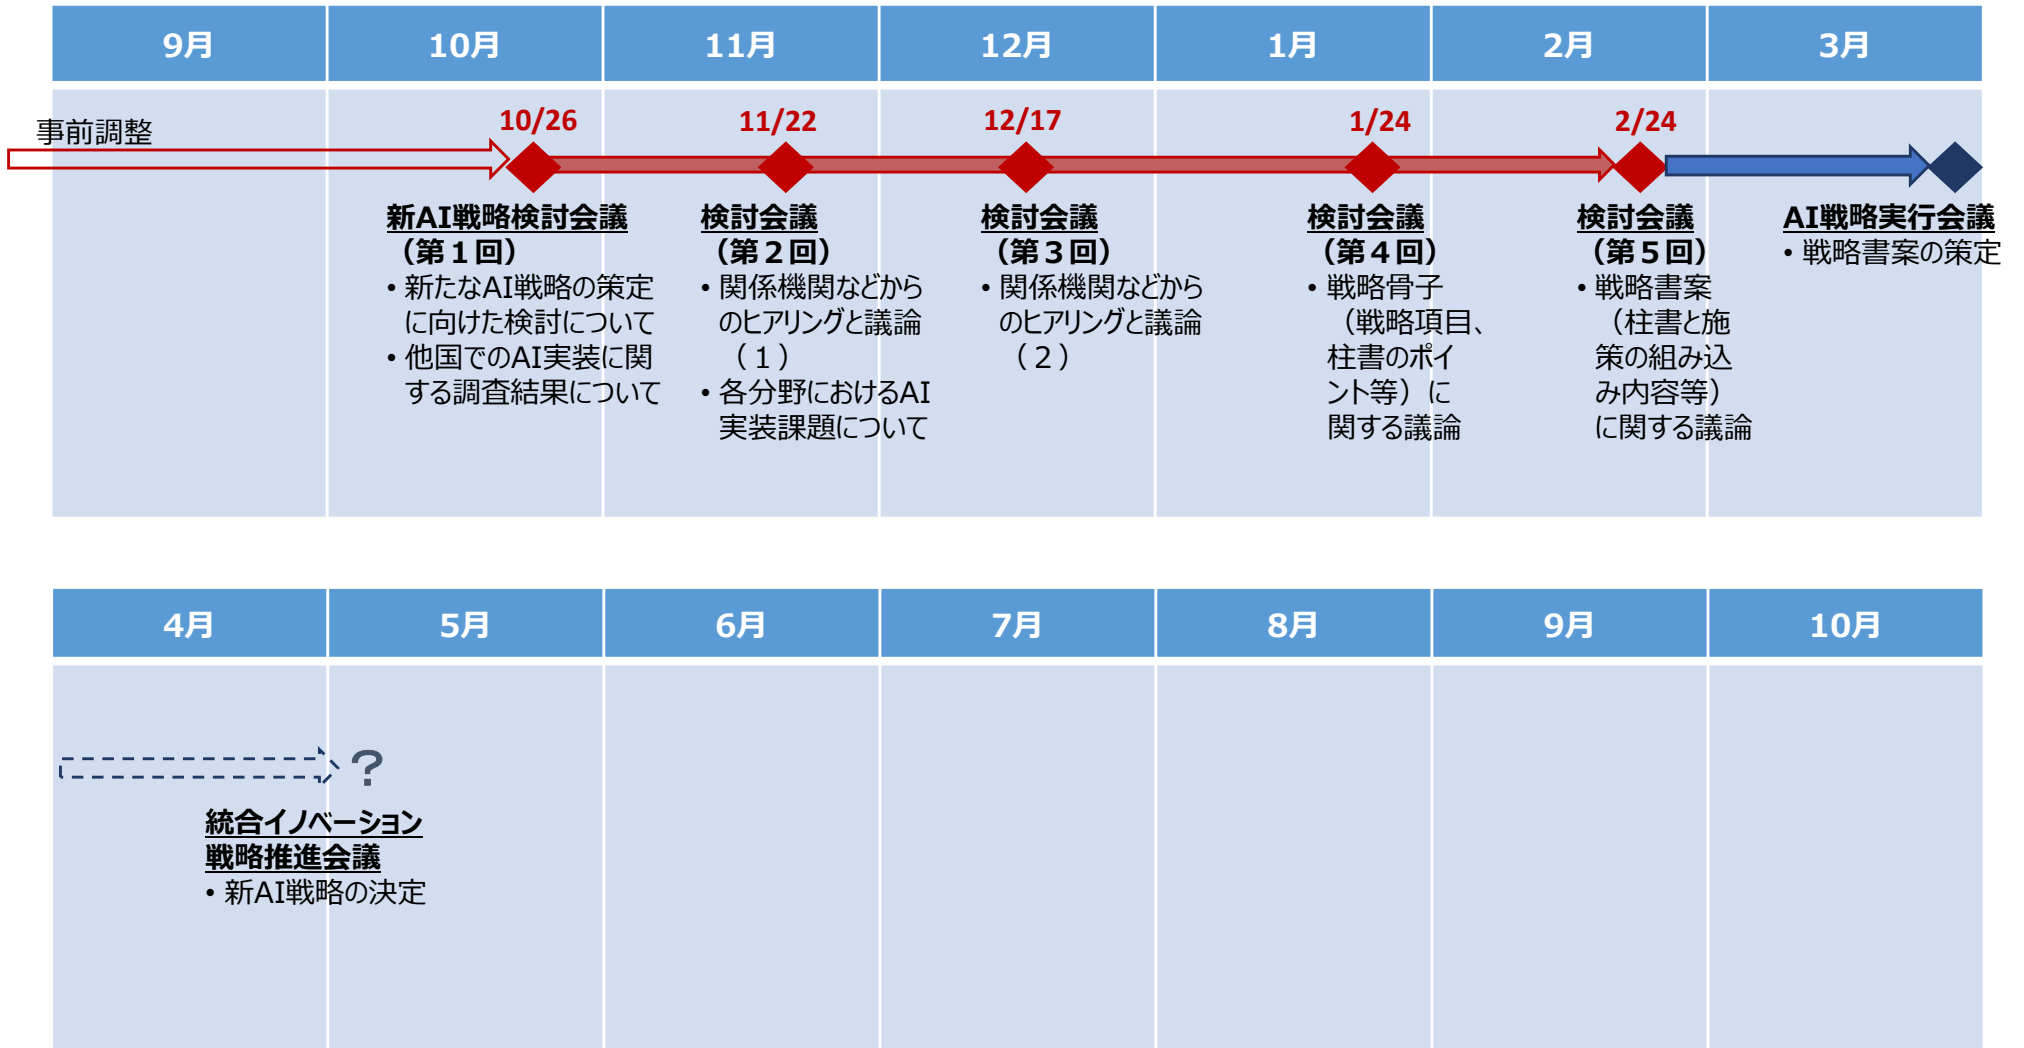 9月 10月 11月 12月 1月 2月 3月
事前調整
10/26 11/22 12/17 1/24 2/24
新AI戦略検討会議
（第１回）
• 新たなAI戦略の策定
に向けた検討について
• 他国でのAI実装に関
する調査結果について
検討会議
（第２回）
• 関係機関などから
のヒアリングと議論
（１）
• 各分野におけるAI
実装課題について
検討会議
（第３回）
• 関係機関などから
のヒアリングと議論
（２）
検討会議
（第４回）
• 戦略骨子
（戦略項目、
柱書のポイ
ント等）に
関する議論
検討会議
（第５回）
• 戦略書案
（柱書と施
策の組み込
み内容等）
に関する議論
AI戦略実行会議
• 戦略書案の策定
4月 5月 6月 7月 8月 9月 10月
？
統合イノベーション
戦略推進会議
• 新AI戦略の決定